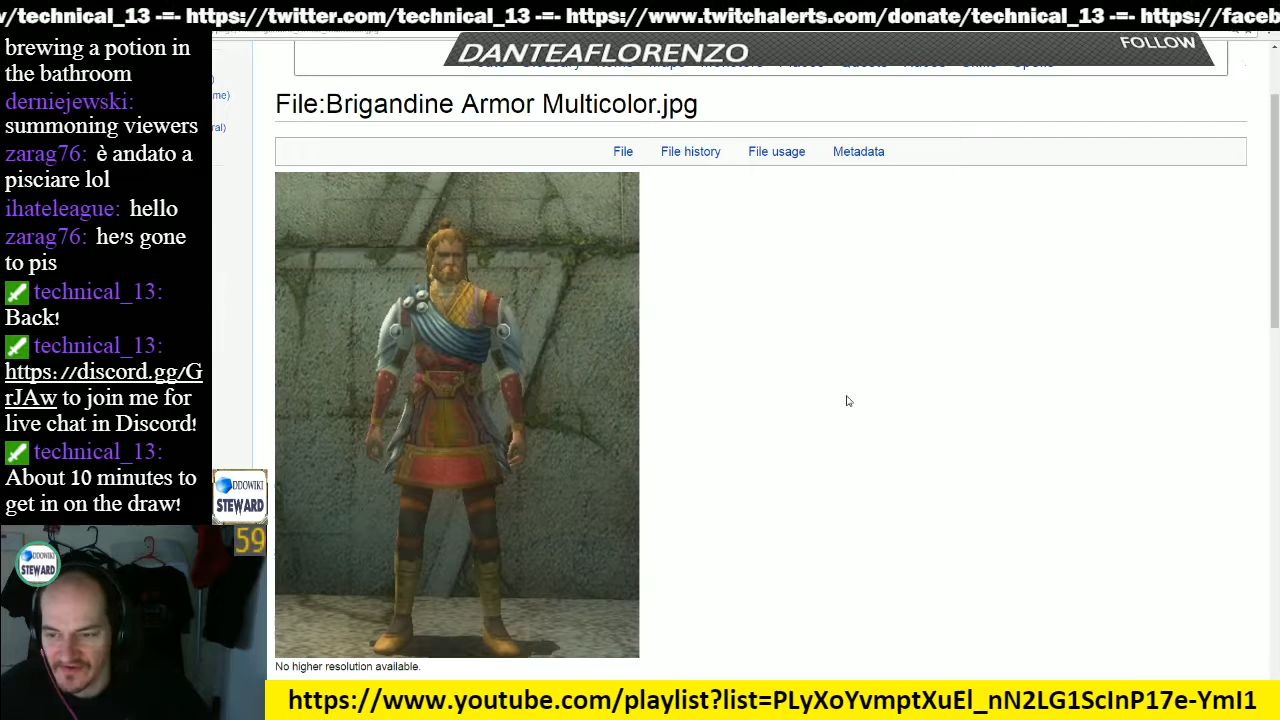 /technical_13 -=- https://twitter.com/technical_13 -=- https://www.twitchalerts.com/donate/technical_13 -=- https://faceb
DANTEAFLORENZO
FOLLOW
brewing a potion in
the bathroom
derniejewski:
summoning viewers
zarag76: è andato a
pisciare lol
ihateleague: hello
zarag76: he's gone
to pis
technical_13:
Back!
technical_13:
https://discord.gg/G
rJAw to join me for
live chat in Discord!
technical_13:
About 10 minutes to
get in on the draw!
DDOWIKI
STEWARD
59
DDOWIKI
STEWARD
File:Brigandine Armor Multicolor.jpg
File File history File usage Metadata
No higher resolution available.
https://www.youtube.com/playlist?list=PLyXoYvmptXuEl_nN2LG1ScInP17e-YmI1